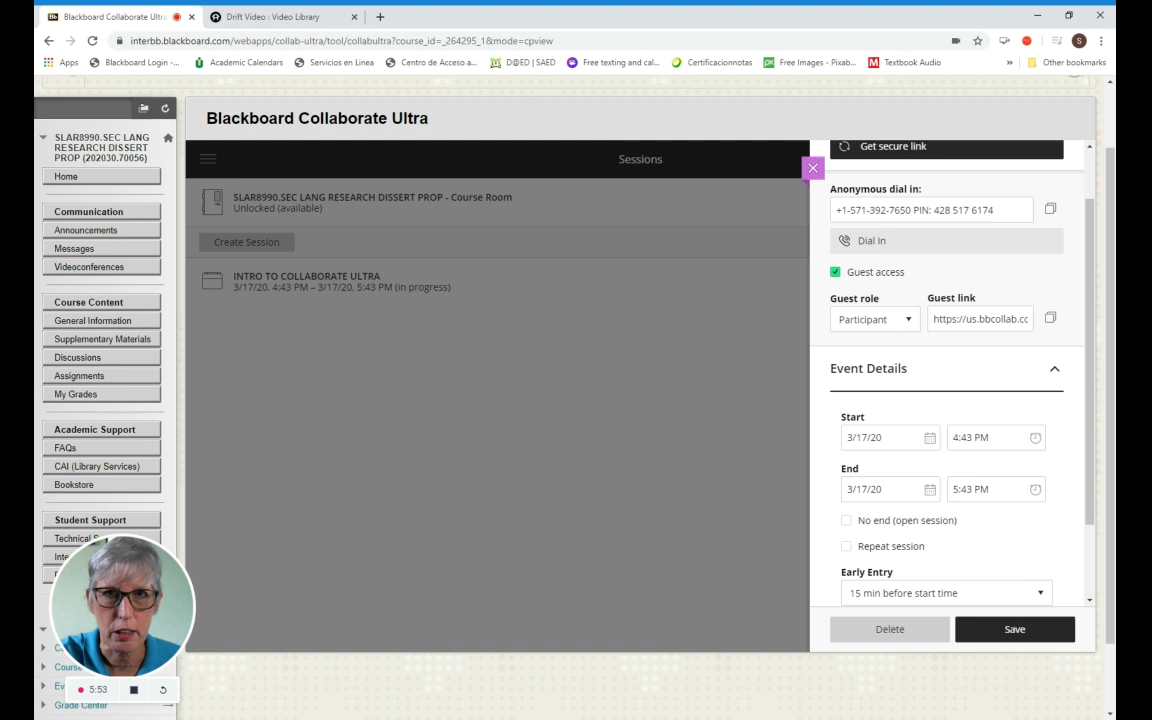 Blackboard Collaborate Ultra
Drift Video : Video Library
interbb.blackboard.com/webapps/collab-ultra/tool/collabultra?course_id=_264295_1&mode=cpview
S
Apps
Blackboard Login -...
Academic Calendars
Servicios en Linea
Centro de Acceso a...
D@ED | SAED
Free texting and cal...
Certificacionnotas
Free Images - Pixab...
Textbook Audio
»
Other bookmarks
SLAR8990.SEC LANG
RESEARCH DISSERT
PROP (202030.70056)
Home
Communication
Announcements
Messages
Videoconferences
Course Content
General Information
Supplementary Materials
Discussions
Assignments
My Grades
Academic Support
FAQs
CAI (Library Services)
Bookstore
Student Support
Technical
Cours
Grade Center
5:53
Blackboard Collaborate Ultra
Sessions
SLAR8990.SEC LANG RESEARCH DISSERT PROP - Course Room
Unlocked (available)
Create Session
INTRO TO COLLABORATE ULTRA
3/17/20, 4:43 PM – 3/17/20, 5:43 PM (in progress)
Get secure link
Anonymous dial in:
+1-571-392-7650 PIN: 428 517 6174
Dial In
Guest access
Guest role
Guest link
Participant
https://us.bbcollab.cc
Event Details
Start
3/17/20
4:43 PM
End
3/17/20
5:43 PM
No end (open session)
Repeat session
Early Entry
15 min before start time
Delete
Save